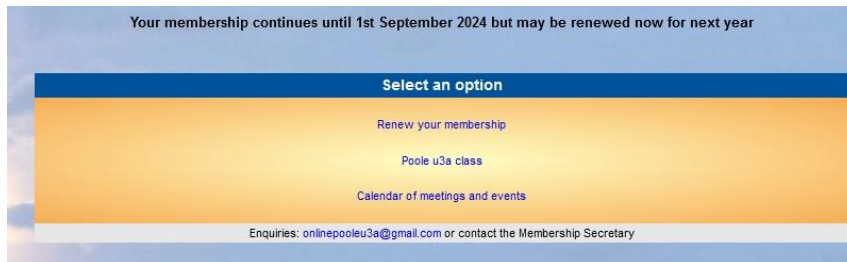 Your membership continues until 1st September 2024 but may be renewed now for next year
Select an option
Renew your membership
Poole u3a class
Calendar of meetings and events
Enquiries: onlinepooleu3a@gmail.com or contact the Membership Secretary